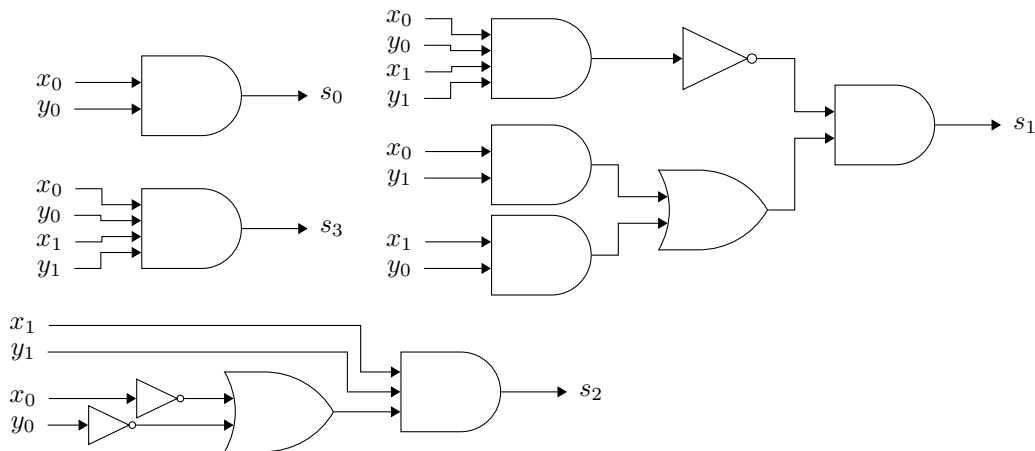 x₀
y₀
s₀
x₀
y₀
x₁
y₁
s₃
x₀
y₀
x₁
y₁
x₀
y₁
x₁
y₀
s₁
x₁
y₁
x₀
y₀
s₂